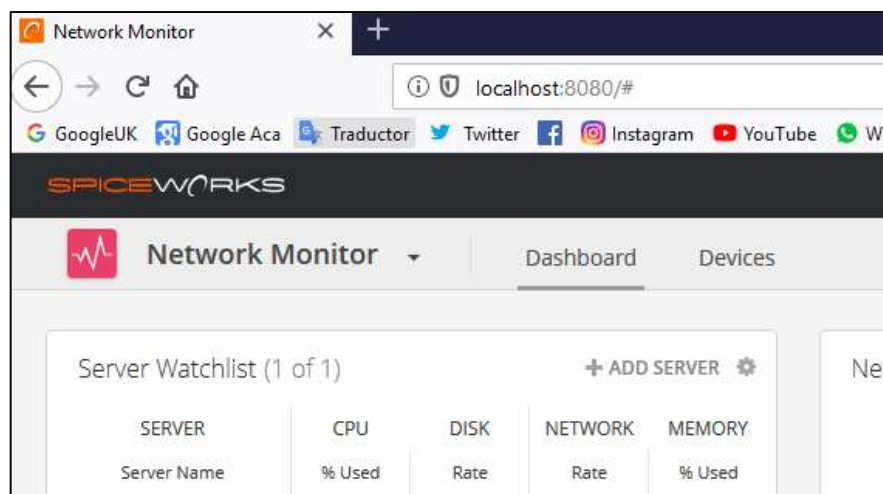 Network Monitor
localhost:8080/#
GoogleUK Google Aca Traductor Twitter Instagram YouTube W
SPICEWORKS
Network Monitor Dashboard Devices
Server Watchlist (1 of 1) + ADD SERVER Ne
SERVER CPU DISK NETWORK MEMORY
Server Name % Used Rate Rate % Used